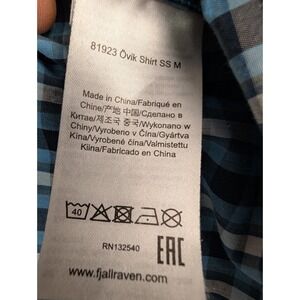 81923 Övik Shirt SS M
Made in China/Fabriqué en
Chine/产地 中国/Сделано в
Китае/제조국 중국/Wykonano w
Chiny/Vyrobeno v Čína/Gyártva
Kína/Vyrobené čína/Valmistettu
Kiina/Fabricado en China
40
RN132540
EAC
www.fjallraven.com